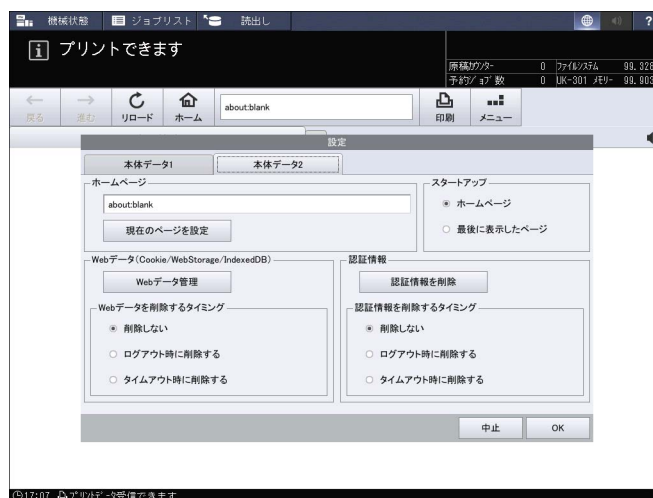 機械状態 ジョブリスト 読出し ?
i プリントできます
原稿ｶｳﾝﾀｰ 0 ﾌｧｲﾙｼｽﾃﾑ 99.328
予約ｼﾞｮﾌﾞ数 0 UK-301 ﾒﾓﾘｰ 99.903
戻る 進む リロード ホーム about:blank 印刷 メニュー
設定
本体データ1 本体データ2
ホームページ スタートアップ
about:blank ホームページ
現在のページを設定 最後に表示したページ
Webデータ(Cookie/WebStorage/IndexedDB) 認証情報
Webデータ管理 認証情報を削除
Webデータを削除するタイミング 認証情報を削除するタイミング
削除しない 削除しない
ログアウト時に削除する ログアウト時に削除する
タイムアウト時に削除する タイムアウト時に削除する
中止 OK
17:07 ﾌﾟﾘﾝﾄﾃﾞｰﾀ受信できます